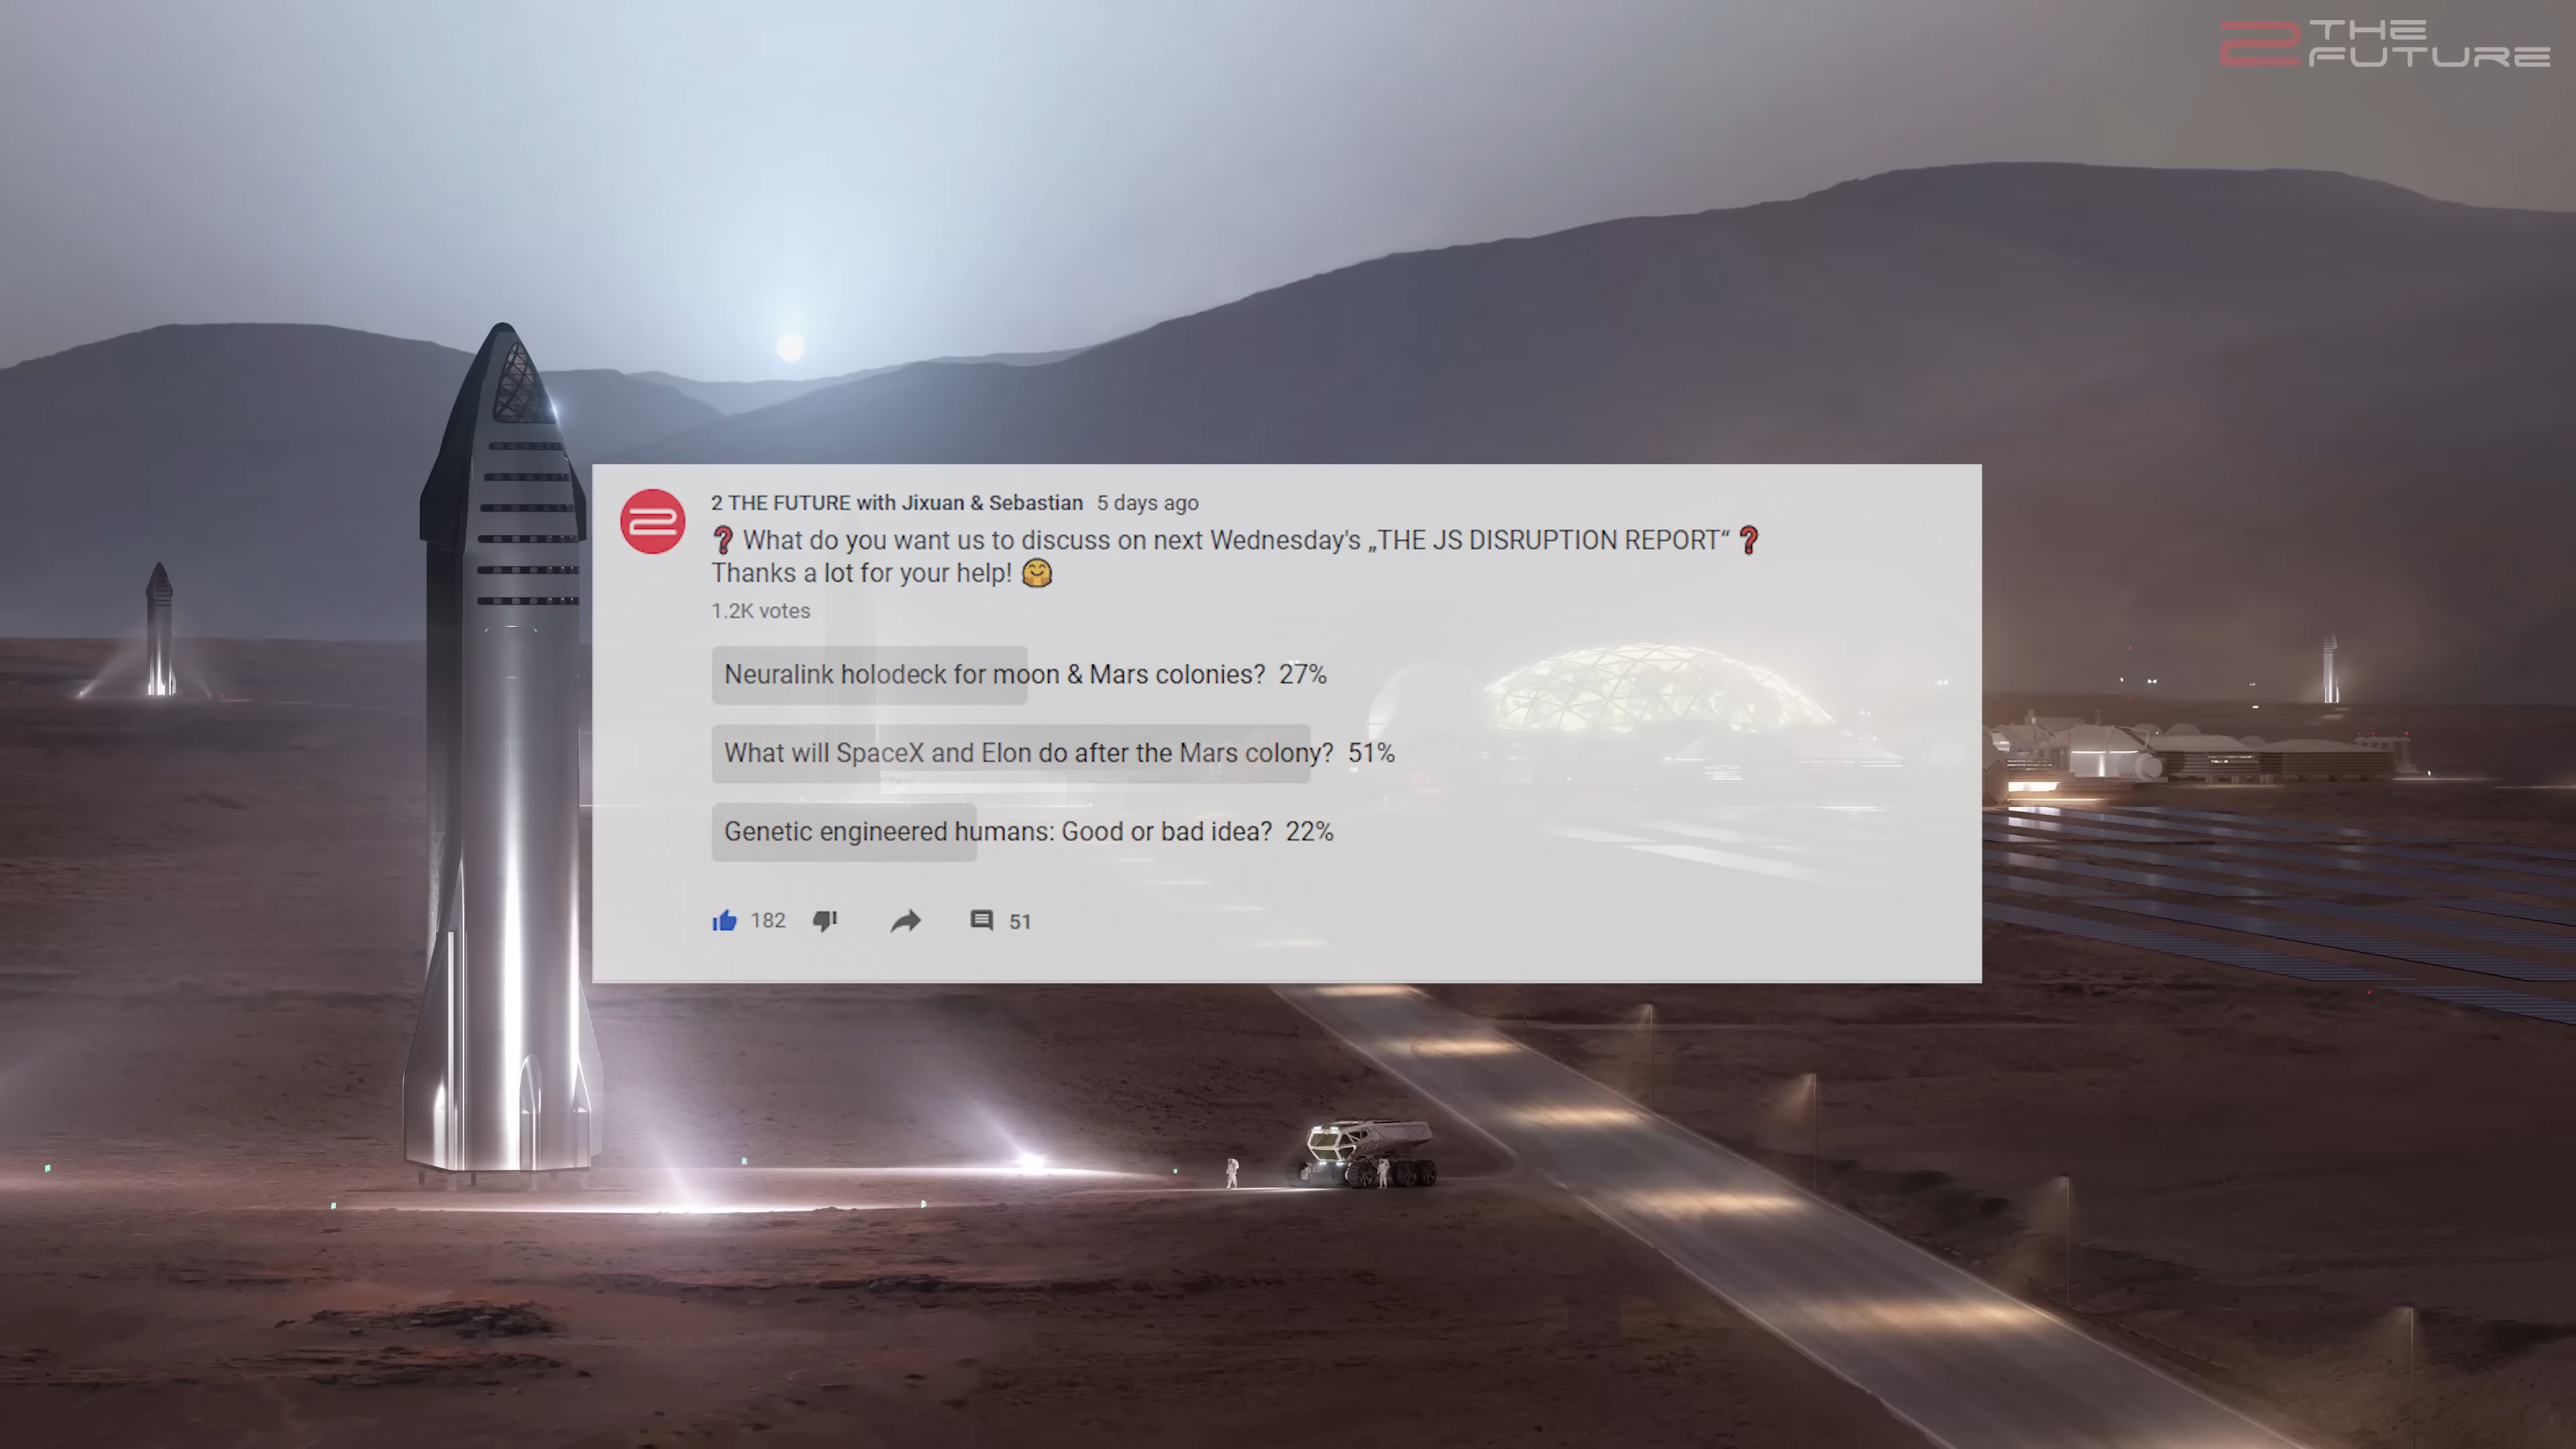 2 THE
FUTURE
2 THE FUTURE with Jixuan & Sebastian 5 days ago
❓ What do you want us to discuss on next Wednesday's „THE JS DISRUPTION REPORT“ ❓
Thanks a lot for your help! 🤗
1.2K votes
Neuralink holodeck for moon & Mars colonies? 27%
What will SpaceX and Elon do after the Mars colony? 51%
Genetic engineered humans: Good or bad idea? 22%
182 51